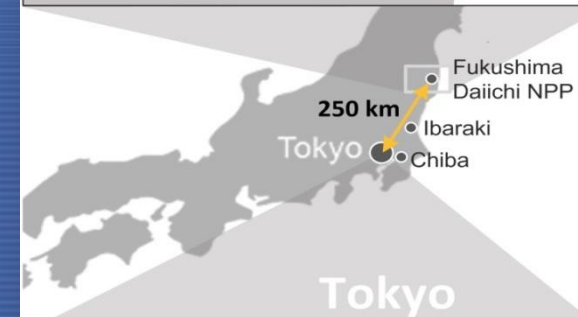 Fukushima
Daiichi NPP
250 km
Ibaraki
Tokyo
Chiba
Tokyo